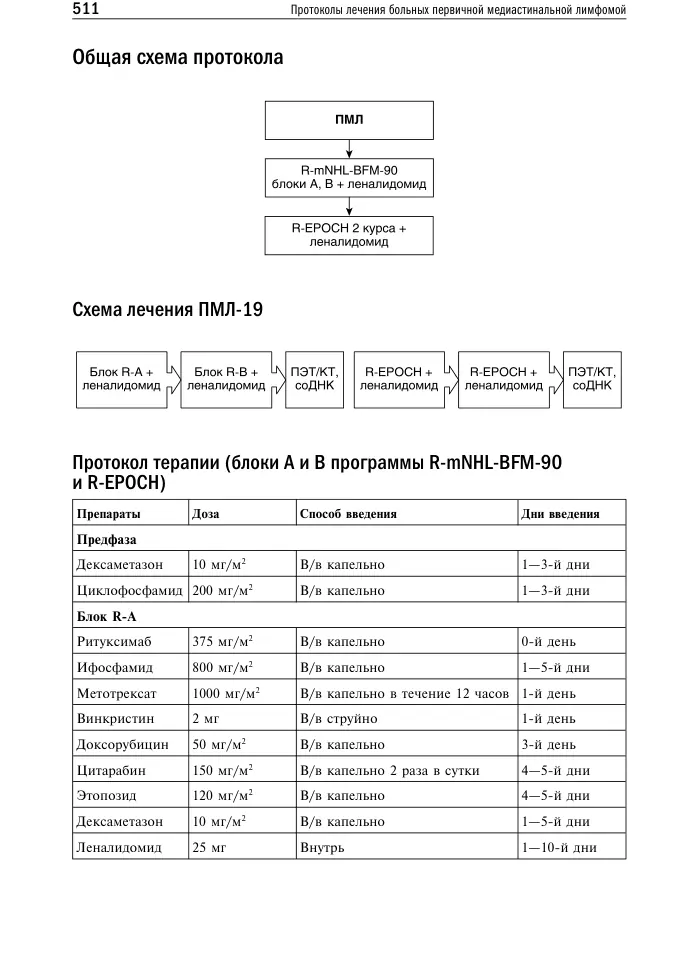 511 Протоколы лечения больных первичной медиастинальной лимфомой
Общая схема протокола
ПМЛ
R-mNHL-BFM-90
блоки А, В + леналидомид
R-EPOCH 2 курса +
леналидомид
Схема лечения ПМЛ-19
Блок R-A +
леналидомид
Блок R-B +
леналидомид
ПЭТ/КТ,
соДНК
R-EPOCH +
леналидомид
R-EPOCH +
леналидомид
ПЭТ/КТ,
соДНК
Протокол терапии (блоки А и В программы R-mNHL-BFM-90
и R-EPOCH)
Препараты Доза Способ введения Дни введения
Предфаза
Дексаметазон 10 мг/м² В/в капельно 1—3-й дни
Циклофосфамид 200 мг/м² В/в капельно 1—3-й дни
Блок R-A
Ритуксимаб 375 мг/м² В/в капельно 0-й день
Ифосфамид 800 мг/м² В/в капельно 1—5-й дни
Метотрексат 1000 мг/м² В/в капельно в течение 12 часов 1-й день
Винкристин 2 мг В/в струйно 1-й день
Доксорубицин 50 мг/м² В/в капельно 3-й день
Цитарабин 150 мг/м² В/в капельно 2 раза в сутки 4—5-й дни
Этопозид 120 мг/м² В/в капельно 4—5-й дни
Дексаметазон 10 мг/м² В/в капельно 1—5-й дни
Леналидомид 25 мг Внутрь 1—10-й дни